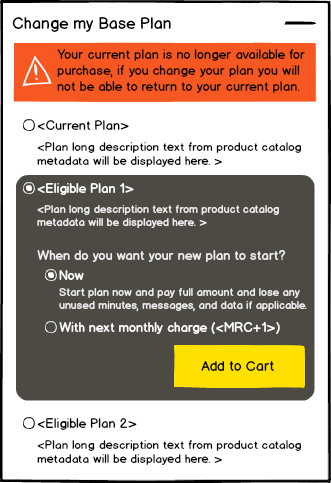 Change my Base Plan
Your current plan is no longer available for
purchase, if you change your plan you will
not be able to return to your current plan.
<Current Plan>
<Plan long description text from product catalog
metadata will be displayed here. >
<Eligible Plan 1>
<Plan long description text from product catalog
metadata will be displayed here. >
When do you want your new plan to start?
Now
Start plan now and pay full amount and lose any
unused minutes, messages, and data if applicable.
With next monthly charge (<MRC+1>)
Add to Cart
<Eligible Plan 2>
<Plan long description text from product catalog
metadata will be displayed here. >